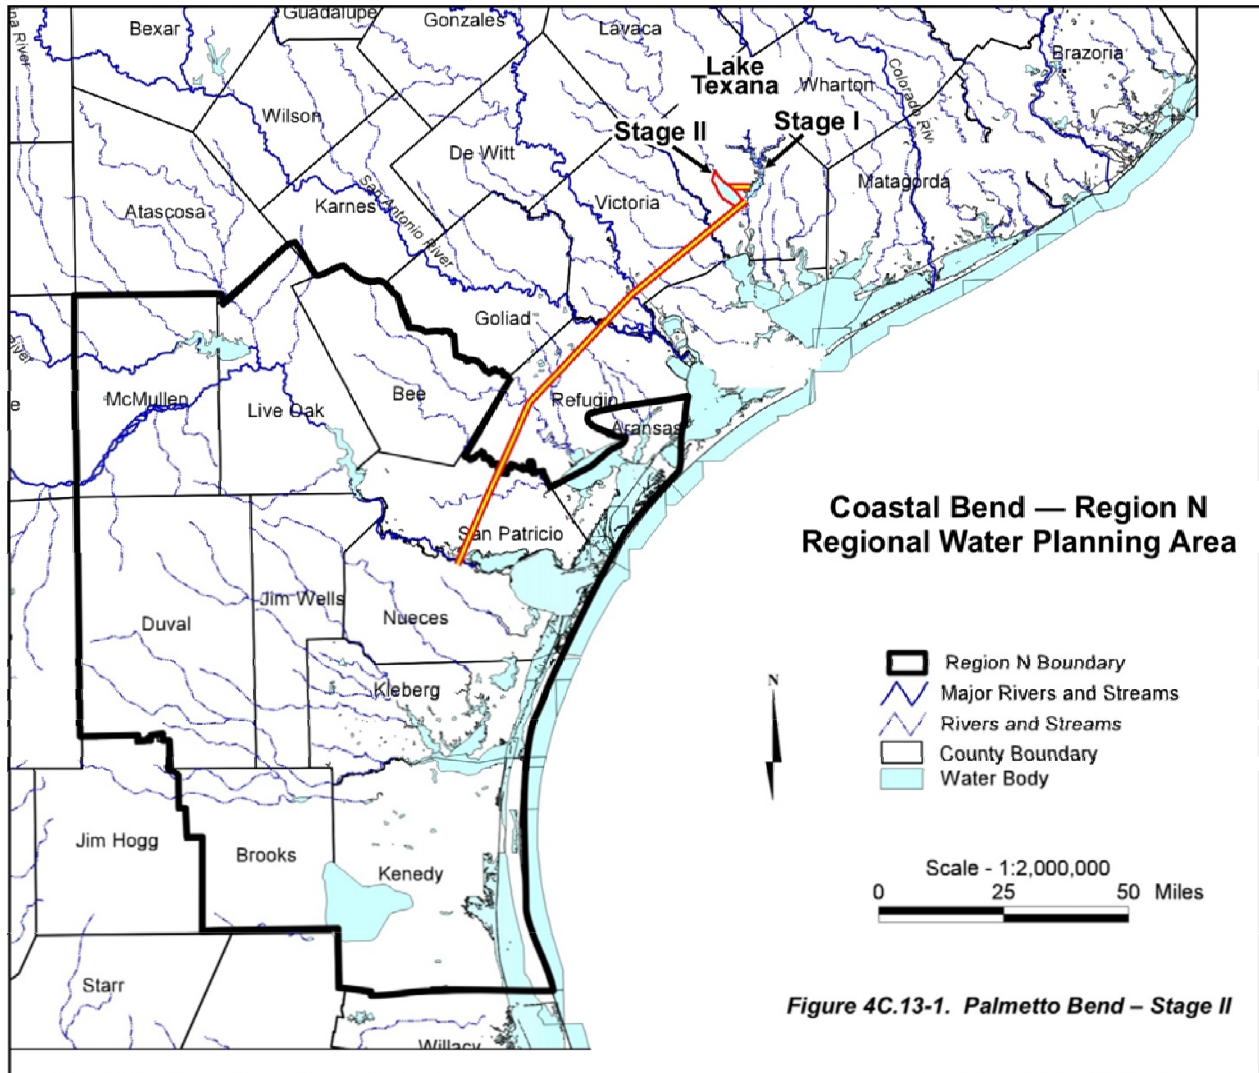 Guadalupe
Bexar
Gonzales
Lavaca
Brazoria
Lake
Texana
Wharton
Colorado Riv
Wilson
Stage II
Stage I
De Witt
Matagorda
San Antonio River
Victoria
Karnes
Atascosa
Goliad
River
McMullen
Live Oak
Bee
Refugio
Aransas
e
Coastal Bend — Region N
Regional Water Planning Area
San Patricio
Jim Wells
Duval
Nueces
Kleberg
Region N Boundary
N
Major Rivers and Streams
Rivers and Streams
County Boundary
Water Body
Jim Hogg
Brooks
Kenedy
Scale - 1:2,000,000
0 25 50 Miles
Starr
Figure 4C.13-1. Palmetto Bend – Stage II
Willacy